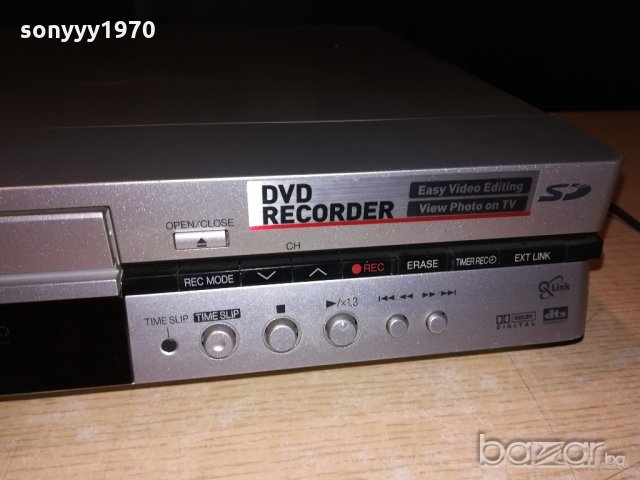 sonyyy1970
DVD RECORDER
Easy Video Editing
View Photo on TV
SD
OPEN/CLOSE
CH
REC MODE
REC
ERASE
TIMER REC
EXT LINK
TIME SLIP
TIME SLIP
▶/x1.3
Q Link
DOLBY
DIGITAL
dts
bazar.bg